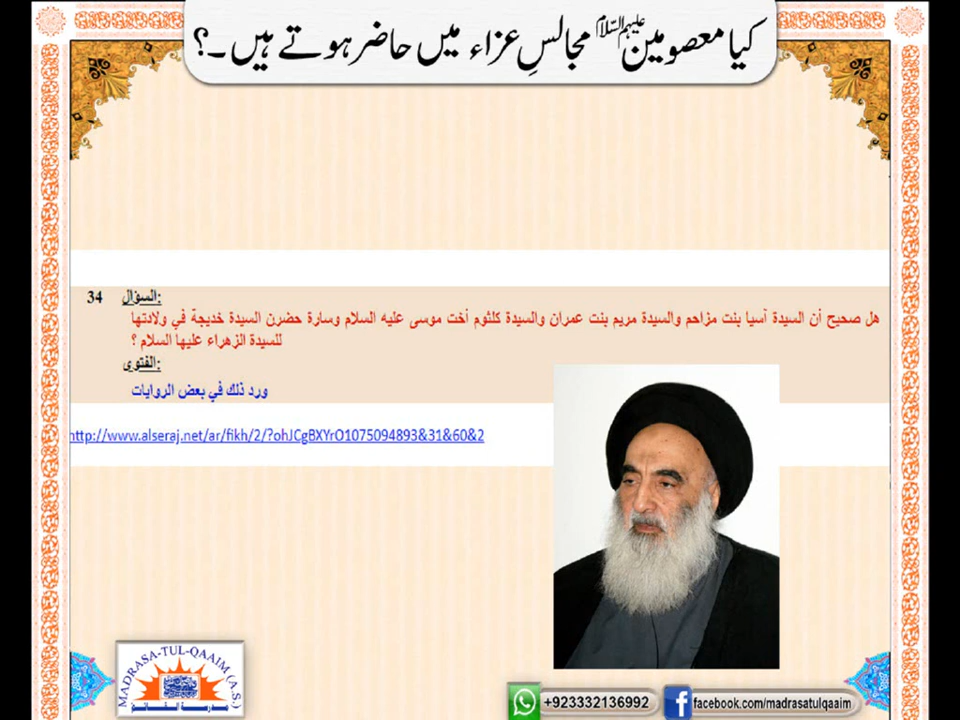 کیا معصومین علیہم السلام مجالسِ عزاء میں حاضر ہوتے ہیں۔؟
34 السؤال:
هل صحيح أن السيدة آسيا بنت مزاحم والسيدة مريم بنت عمران والسيدة كلثوم أخت موسى عليه السلام وسارة حضرن السيدة خديجة في ولادتها
للسيدة الزهراء عليها السلام ؟
الفتوى:
ورد ذلك في بعض الروايات
http://www.alseraj.net/ar/fikh/2/?ohJCgBXYrO1075094893&31&60&2
MADRASA-TUL-QAAIM (A.S)
مدرسة القائم
+923332136992
facebook.com/madrasatulqaaim